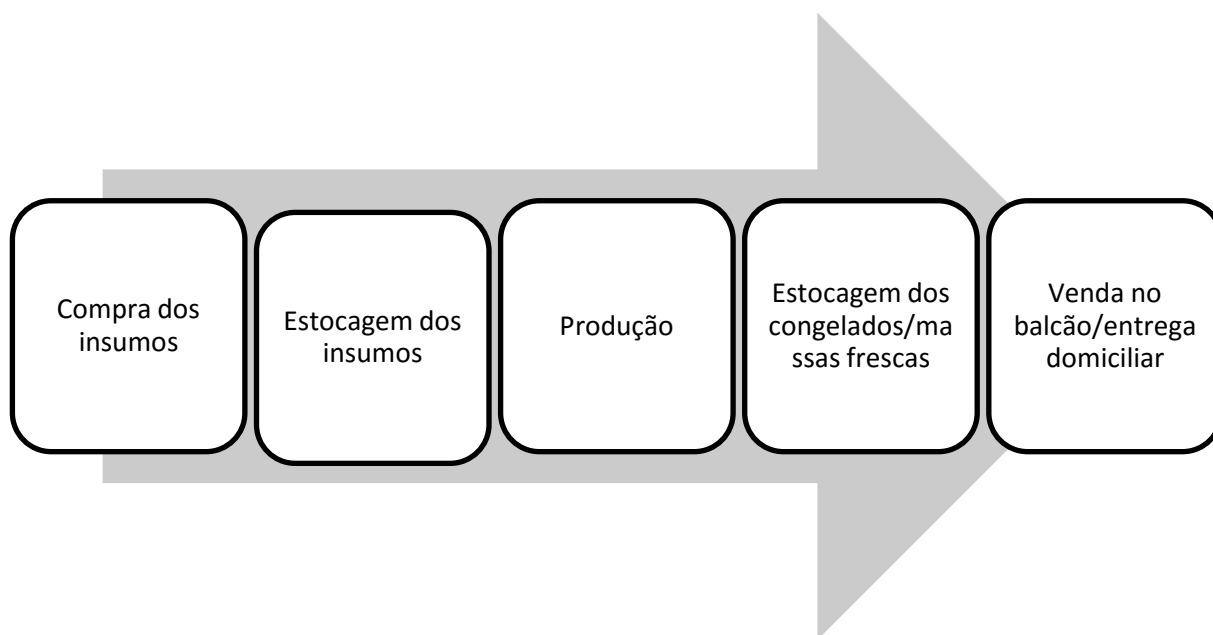 Compra dos
insumos
Estocagem dos
insumos
Produção
Estocagem dos
congelados/ma
ssas frescas
Venda no
balcão/entrega
domiciliar